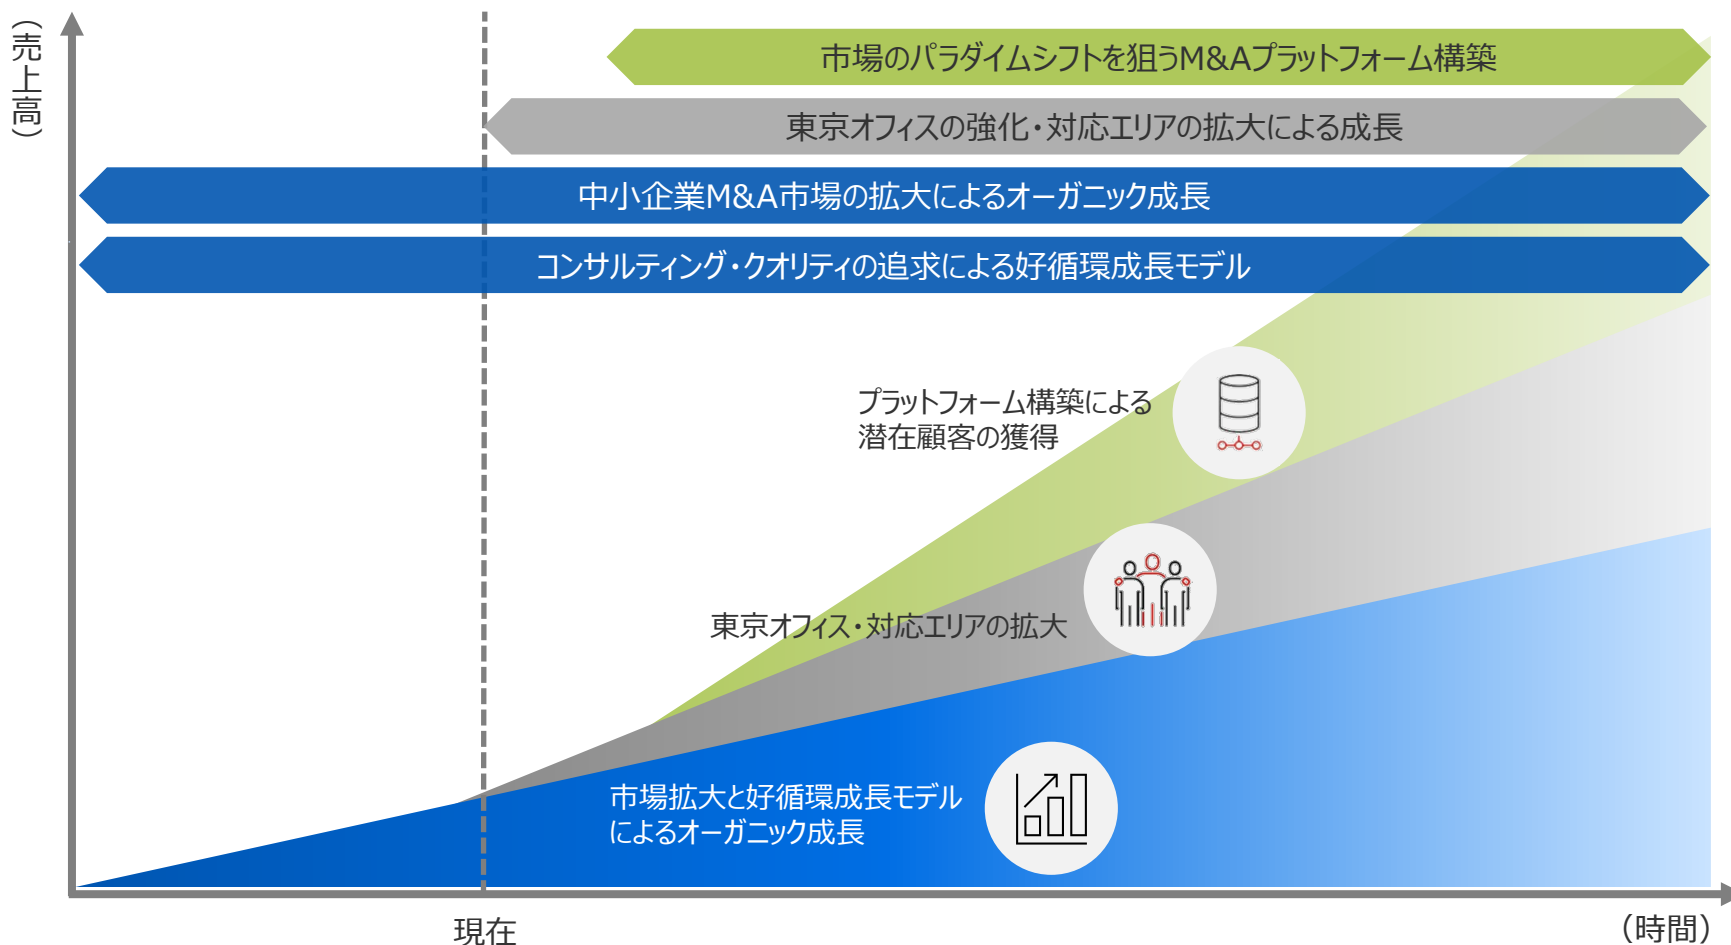 （売上高）
市場のパラダイムシフトを狙うM&Aプラットフォーム構築
東京オフィスの強化・対応エリアの拡大による成長
中小企業M&A市場の拡大によるオーガニック成長
コンサルティング・クオリティの追求による好循環成長モデル
プラットフォーム構築による
潜在顧客の獲得
東京オフィス・対応エリアの拡大
市場拡大と好循環成長モデル
によるオーガニック成長
現在
（時間）